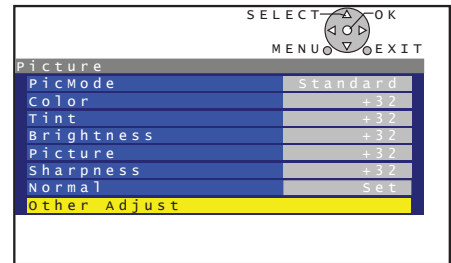 SELECT OK
MENU EXIT
Picture
PicMode Standard
Color +32
Tint +32
Brightness +32
Picture +32
Sharpness +32
Normal Set
Other Adjust